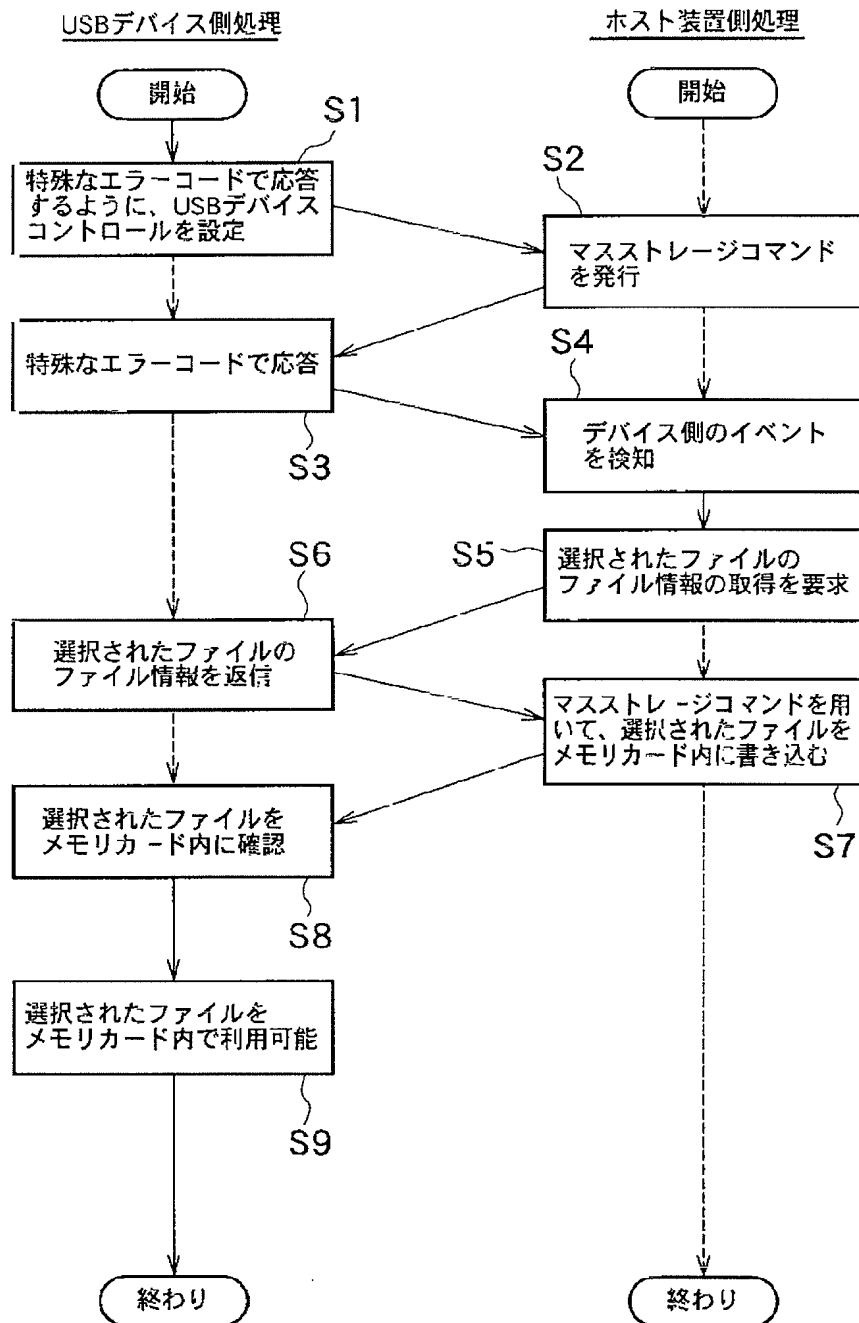 USBデバイス側処理
ホスト装置側処理
開始
開始
S1
特殊なエラーコードで応答
するように、USBデバイス
コントロールを設定
S2
マスストレージコマンド
を発行
特殊なエラーコードで応答
S3
S4
デバイス側のイベント
を検知
S5
選択されたファイルの
ファイル情報の取得を要求
S6
選択されたファイルの
ファイル情報を返信
マスストレージコマンドを用
いて、選択されたファイルを
メモリカード内に書き込む
S7
選択されたファイルを
メモリカード内に確認
S8
選択されたファイルを
メモリカード内で利用可能
S9
終わり
終わり